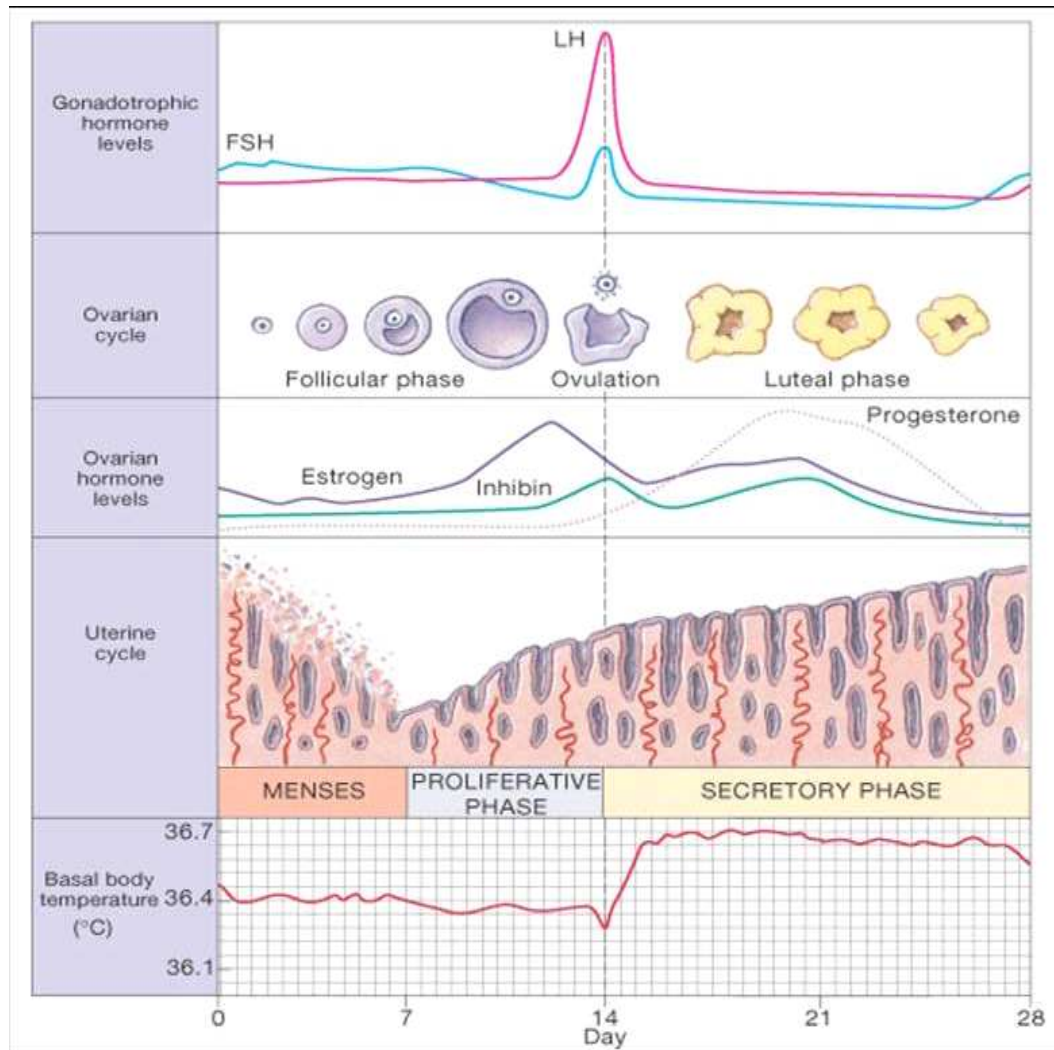 Gonadotrophic
hormone
levels
LH
FSH
Ovarian
cycle
Follicular phase
Ovulation
Luteal phase
Ovarian
hormone
levels
Estrogen
Inhibin
Progesterone
Uterine
cycle
MENSES
PROLIFERATIVE
PHASE
SECRETORY PHASE
Basal body
temperature
(°C)
36.7
36.4
36.1
0
7
14
21
28
Day